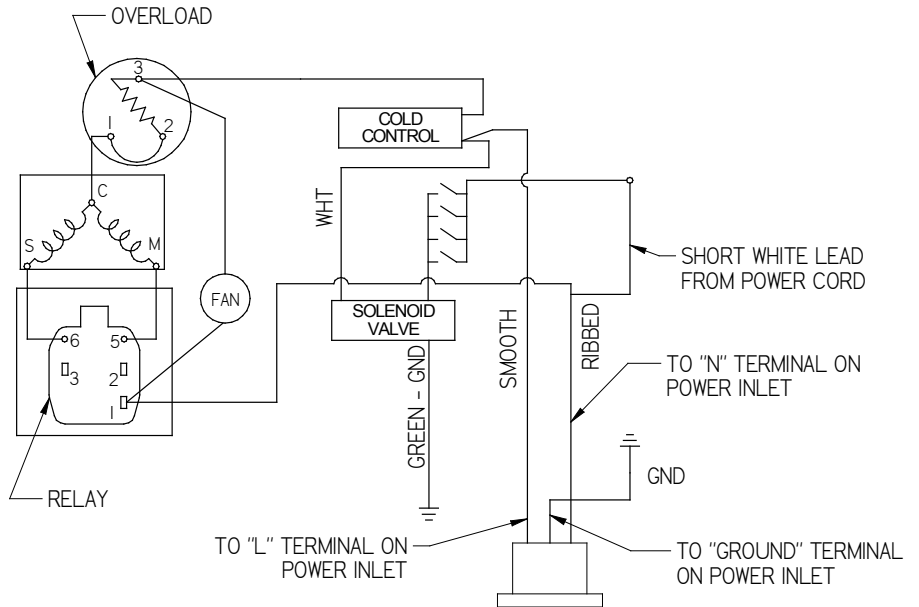 OVERLOAD
3
1
2
COLD
CONTROL
C
S
M
WHT
SHORT WHITE LEAD
FROM POWER CORD
FAN
SOLENOID
VALVE
6
5
3
2
1
SMOOTH
RIBBED
TO "N" TERMINAL ON
POWER INLET
GREEN - GND
GND
RELAY
TO "L" TERMINAL ON
POWER INLET
TO "GROUND" TERMINAL
ON POWER INLET